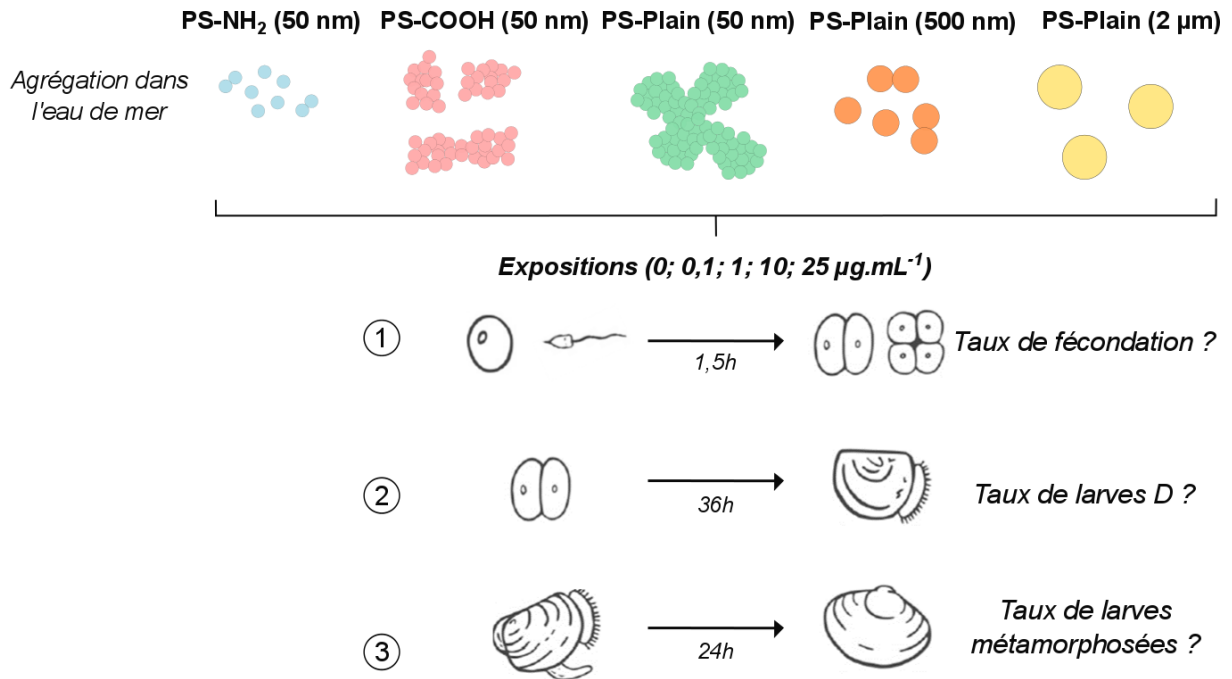 PS-NH₂ (50 nm) PS-COOH (50 nm) PS-Plain (50 nm) PS-Plain (500 nm) PS-Plain (2 µm)
Agrégation dans
l'eau de mer
Expositions (0; 0,1; 1; 10; 25 µg.mL⁻¹)
1
1,5h
Taux de fécondation ?
2
36h
Taux de larves D ?
3
24h
Taux de larves
métamorphosées ?